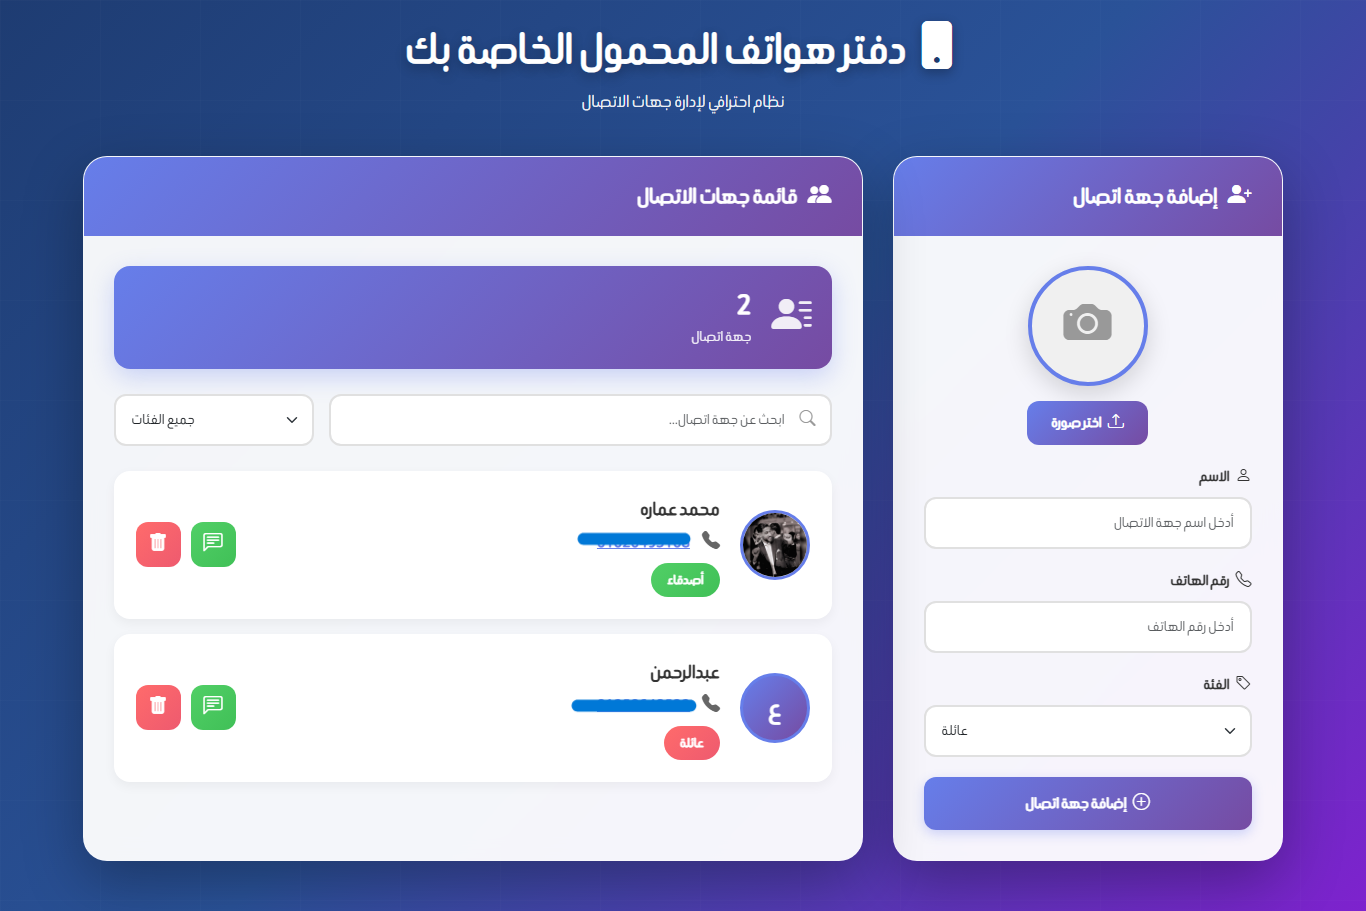 دفتر هواتف المحمول الخاصة بك
نظام احترافي لإدارة جهات الاتصال
إضافة جهة اتصال
اختر صورة
الاسم
أدخل اسم جهة الاتصال
رقم الهاتف
أدخل رقم الهاتف
الفئة
عائلة
إضافة جهة اتصال
قائمة جهات الاتصال
2
جهة اتصال
ابحث عن جهة اتصال...
جميع الفئات
محمد عماره
أصدقاء
ع
عبدالرحمن
عائلة